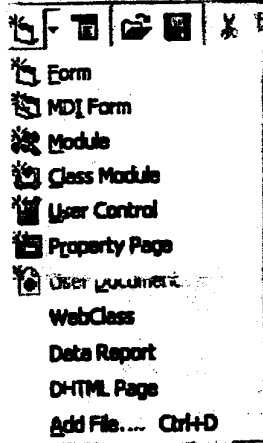 Form
MDI Form
Module
Class Module
User Control
Property Page
User Document
WebClass
Data Report
DHTML Page
Add File.... Ctrl+D